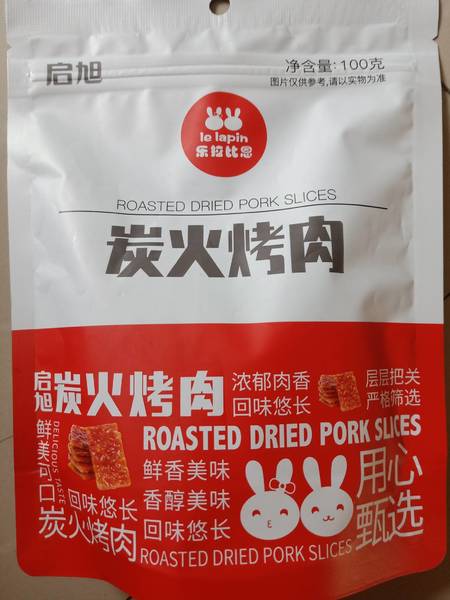 启旭
净含量:100克
图片仅供参考,请以实物为准
le lapin
乐拉比恩
ROASTED DRIED PORK SLICES
炭火烤肉
启旭
炭火烤肉
浓郁肉香
回味悠长
层层把关
严格筛选
鲜美可口
DELICIOUS TASTE
ROASTED DRIED PORK SLICES
鲜香美味
香醇美味
回味悠长
回味悠长
炭火烤肉
用心
甄选
ROASTED DRIED PORK SLICES